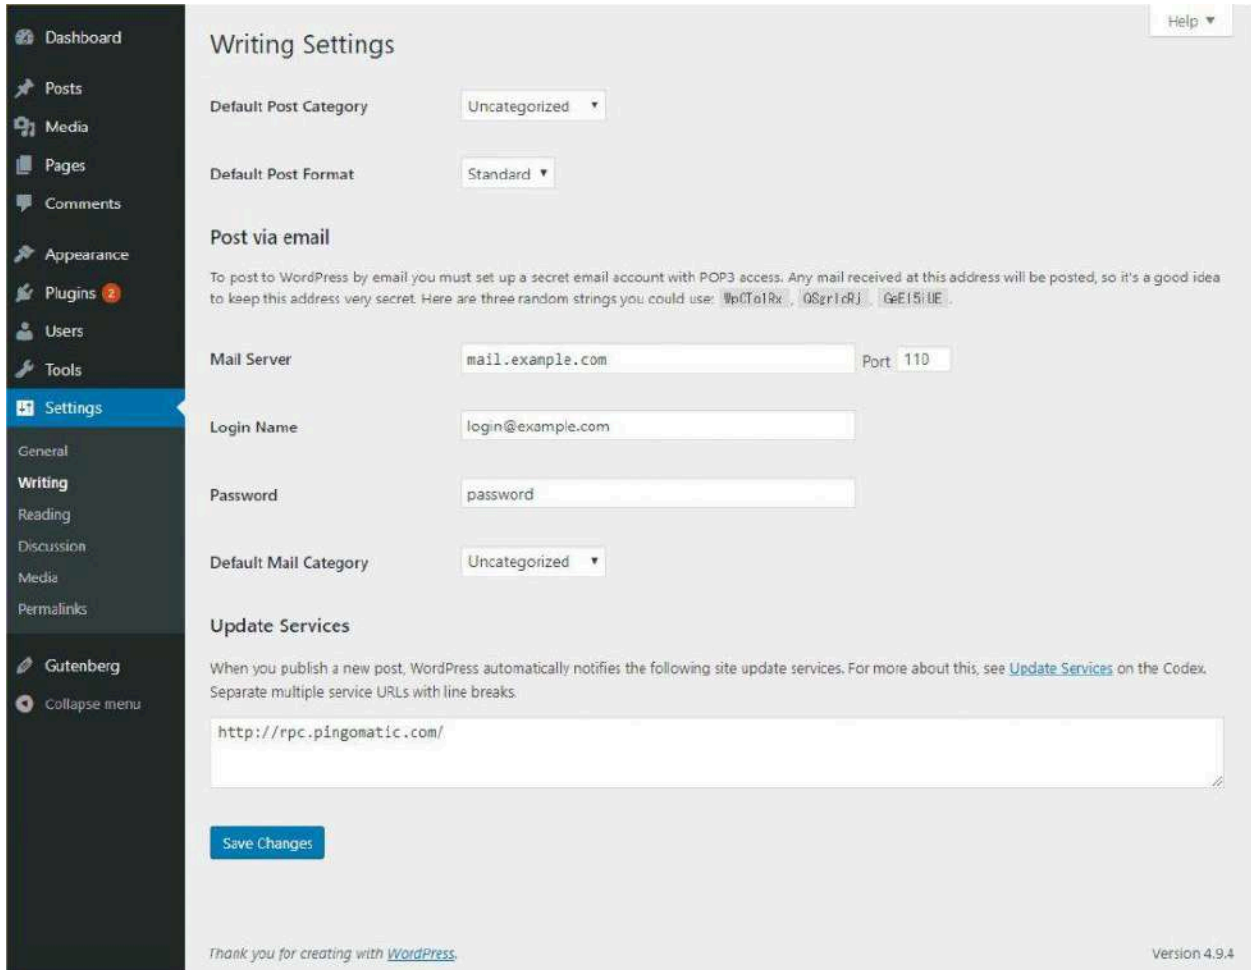 Dashboard
Posts
Media
Pages
Comments
Appearance
Plugins 2
Users
Tools
Settings
General
Writing
Reading
Discussion
Media
Permalinks
Gutenberg
Collapse menu
Help ▼
Writing Settings
Default Post Category Uncategorized ▼
Default Post Format Standard ▼
Post via email
To post to WordPress by email you must set up a secret email account with POP3 access. Any mail received at this address will be posted, so it's a good idea
to keep this address very secret. Here are three random strings you could use: , , .
Mail Server mail.example.com Port 110
Login Name login@example.com
Password password
Default Mail Category Uncategorized ▼
Update Services
When you publish a new post, WordPress automatically notifies the following site update services. For more about this, see Update Services on the Codex.
Separate multiple service URLs with line breaks.
http://rpc.pingomatic.com/
Save Changes
Thank you for creating with WordPress.
Version 4.9.4